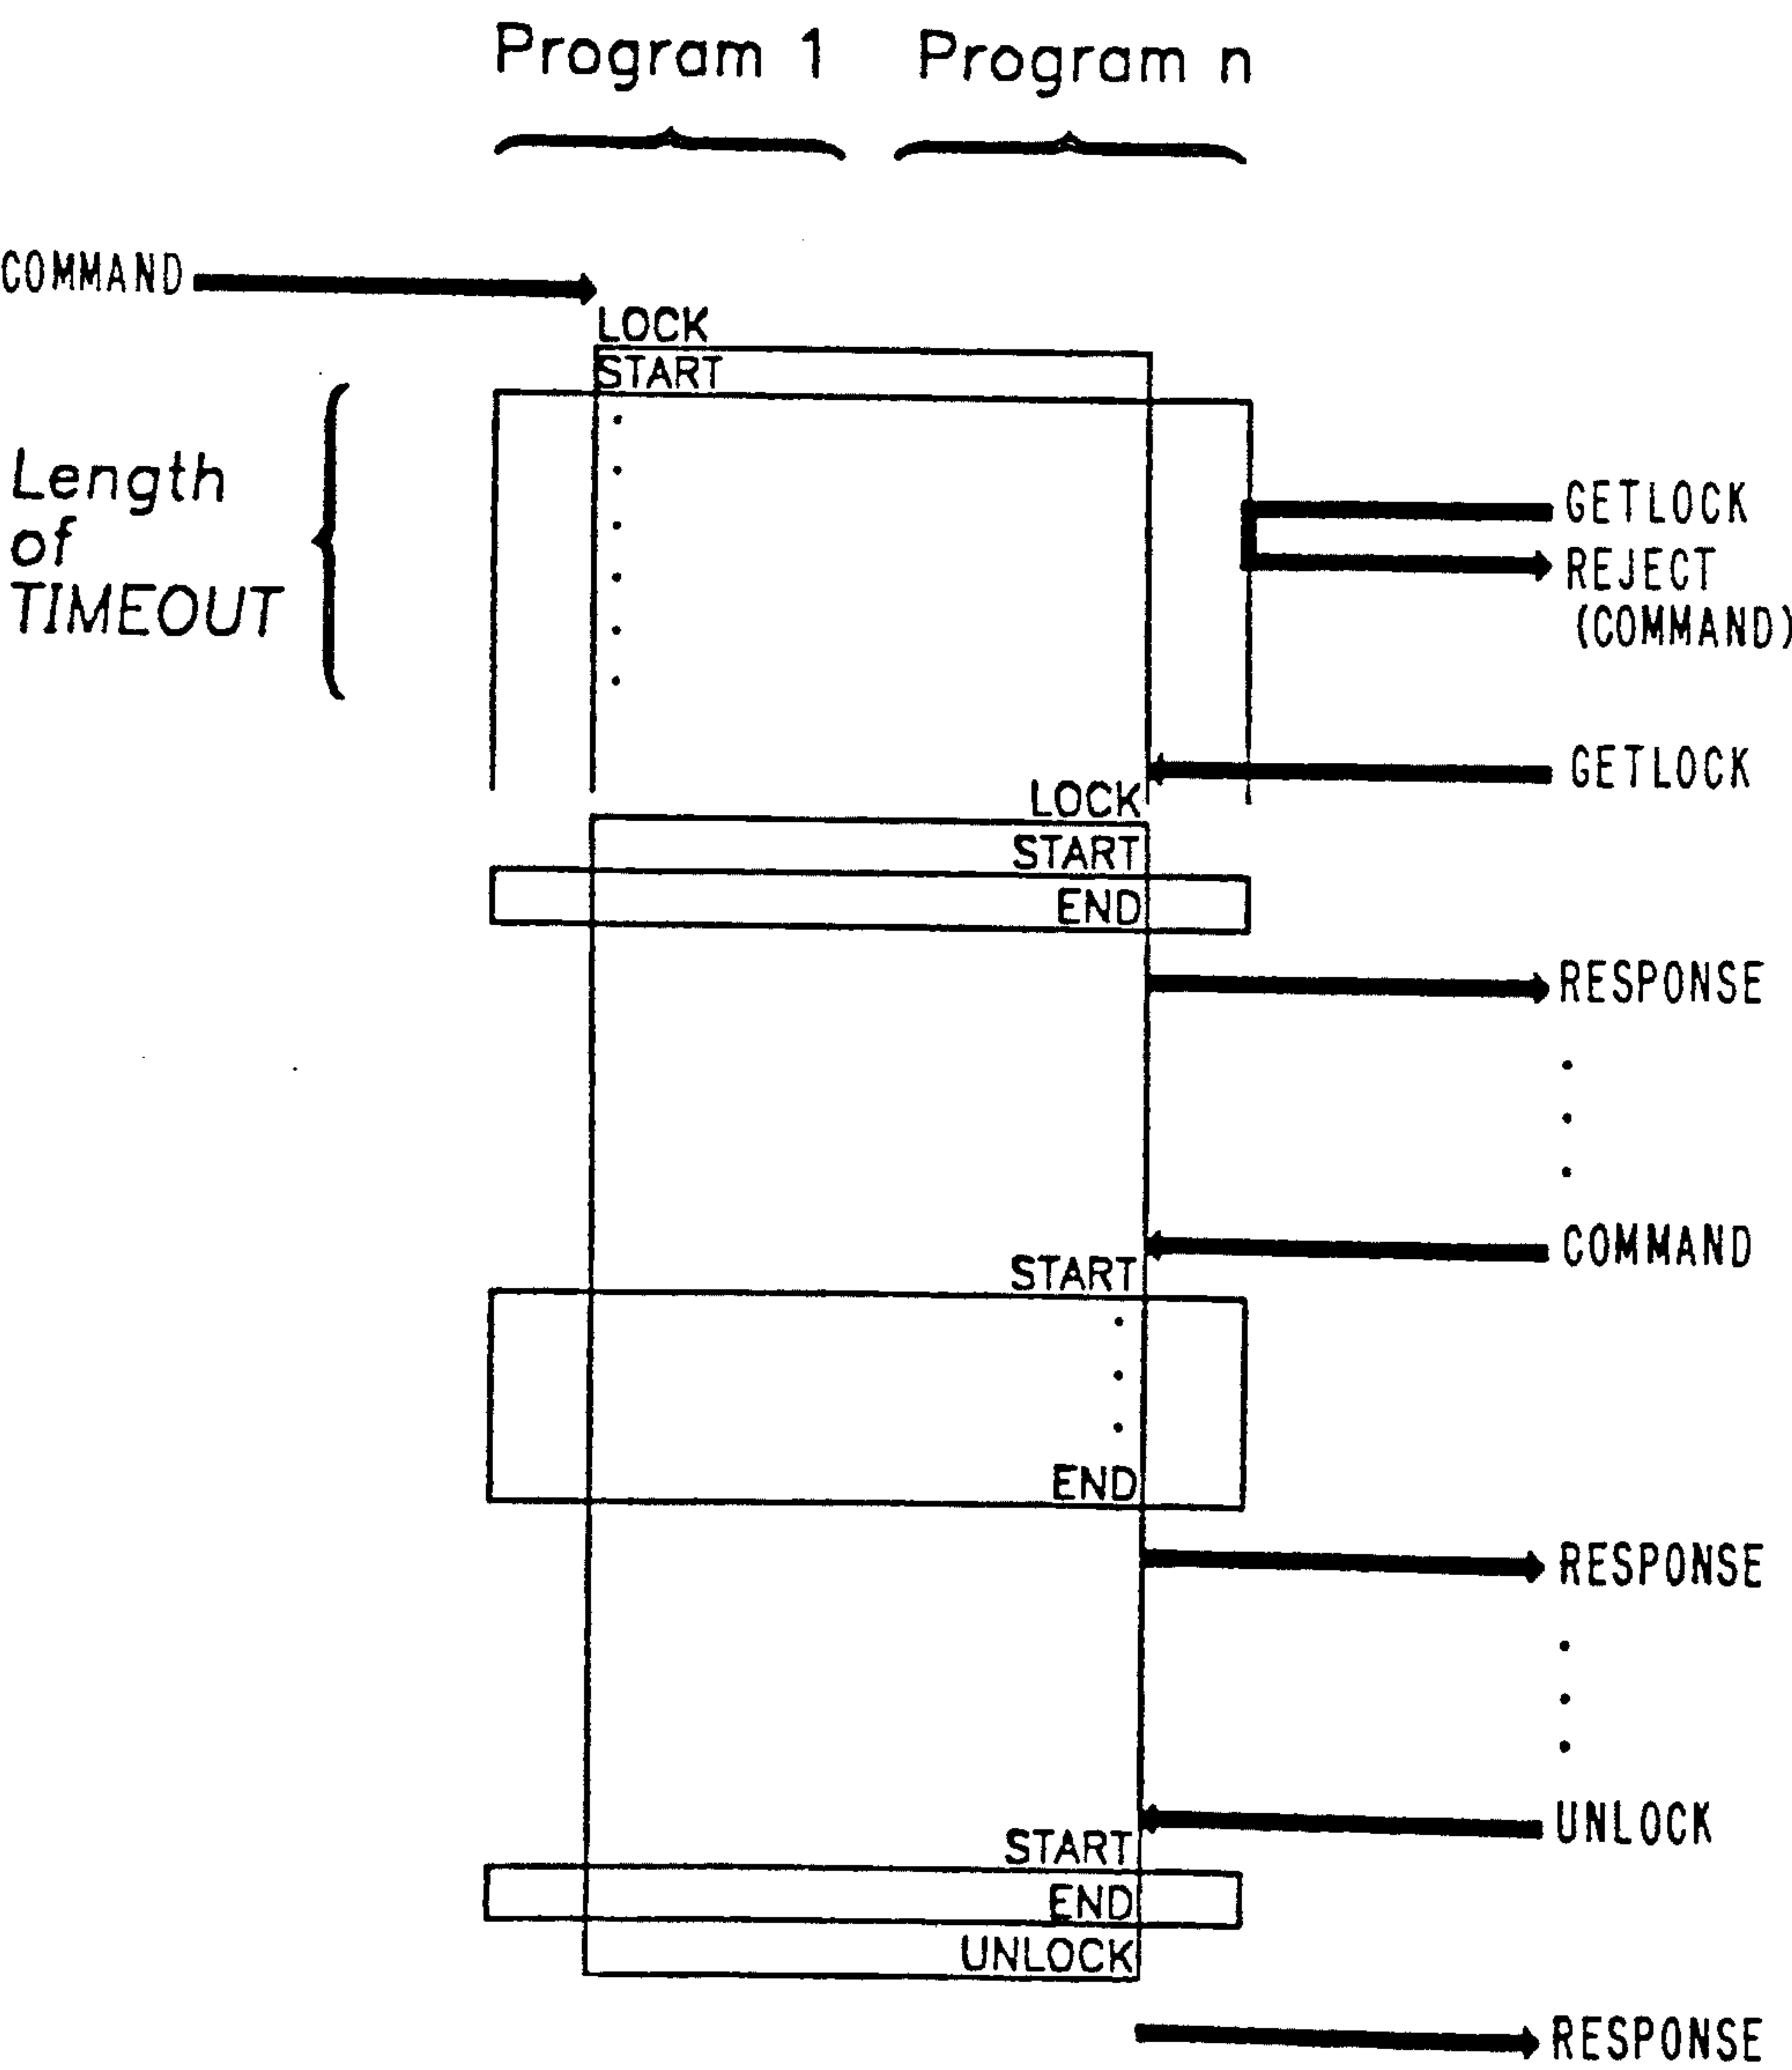 Program 1 Program n
COMMAND
LOCK
START
Length
of
TIMEOUT
GETLOCK
REJECT
(COMMAND)
GETLOCK
LOCK
START
END
RESPONSE
COMMAND
START
END
RESPONSE
UNLOCK
START
END
UNLOCK
RESPONSE